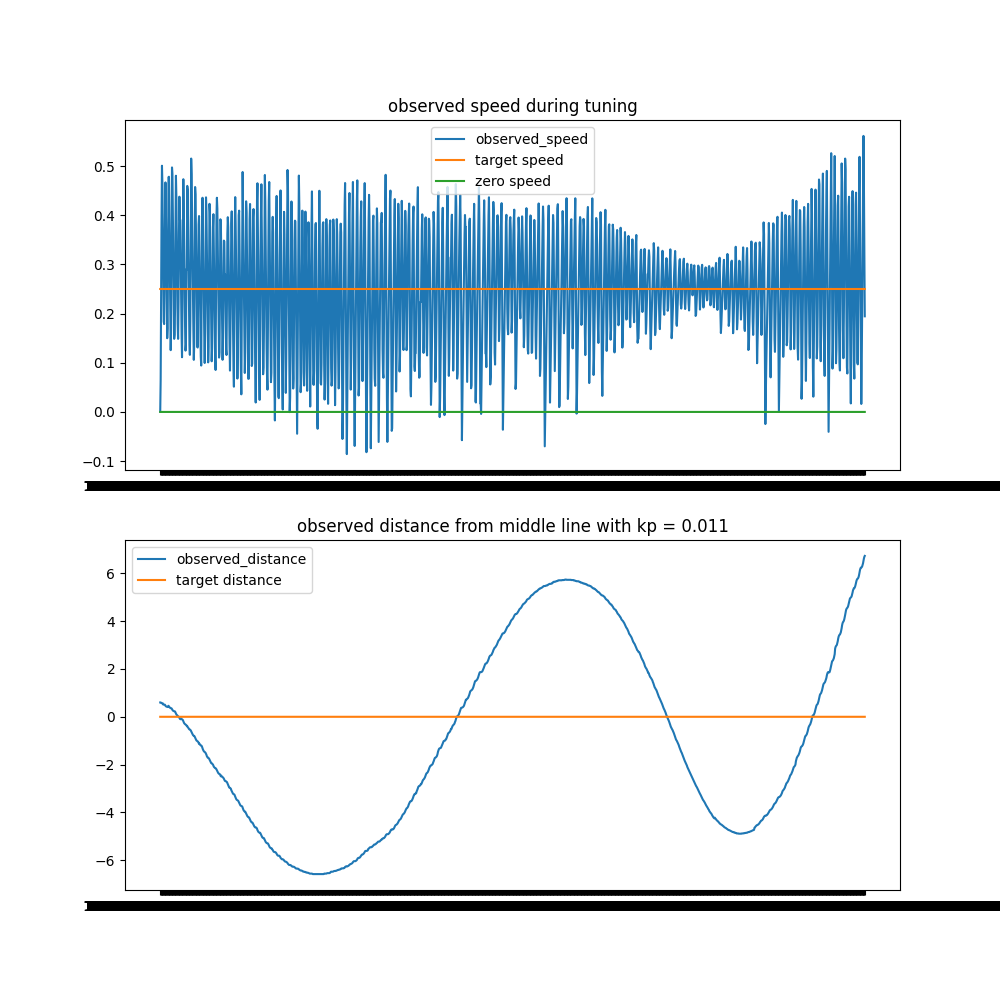 observed speed during tuning
observed_speed
target speed
zero speed
0.5
0.4
0.3
0.2
0.1
0.0
−0.1
observed distance from middle line with kp = 0.011
observed_distance
target distance
6
4
2
0
−2
−4
−6